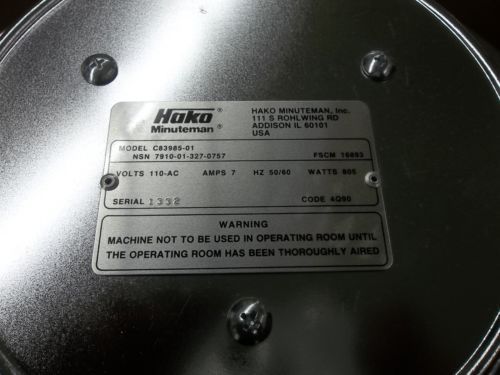 Hako®
Minuteman®
HAKO MINUTEMAN, Inc.
111 S ROHLWING RD
ADDISON IL 60101
USA
MODEL C83985-01
NSN 7910-01-327-0757
FSCM 16893
VOLTS 110-AC AMPS 7 HZ 50/60 WATTS 805
SERIAL 1332 CODE 4Q90
WARNING
MACHINE NOT TO BE USED IN OPERATING ROOM UNTIL
THE OPERATING ROOM HAS BEEN THOROUGHLY AIRED